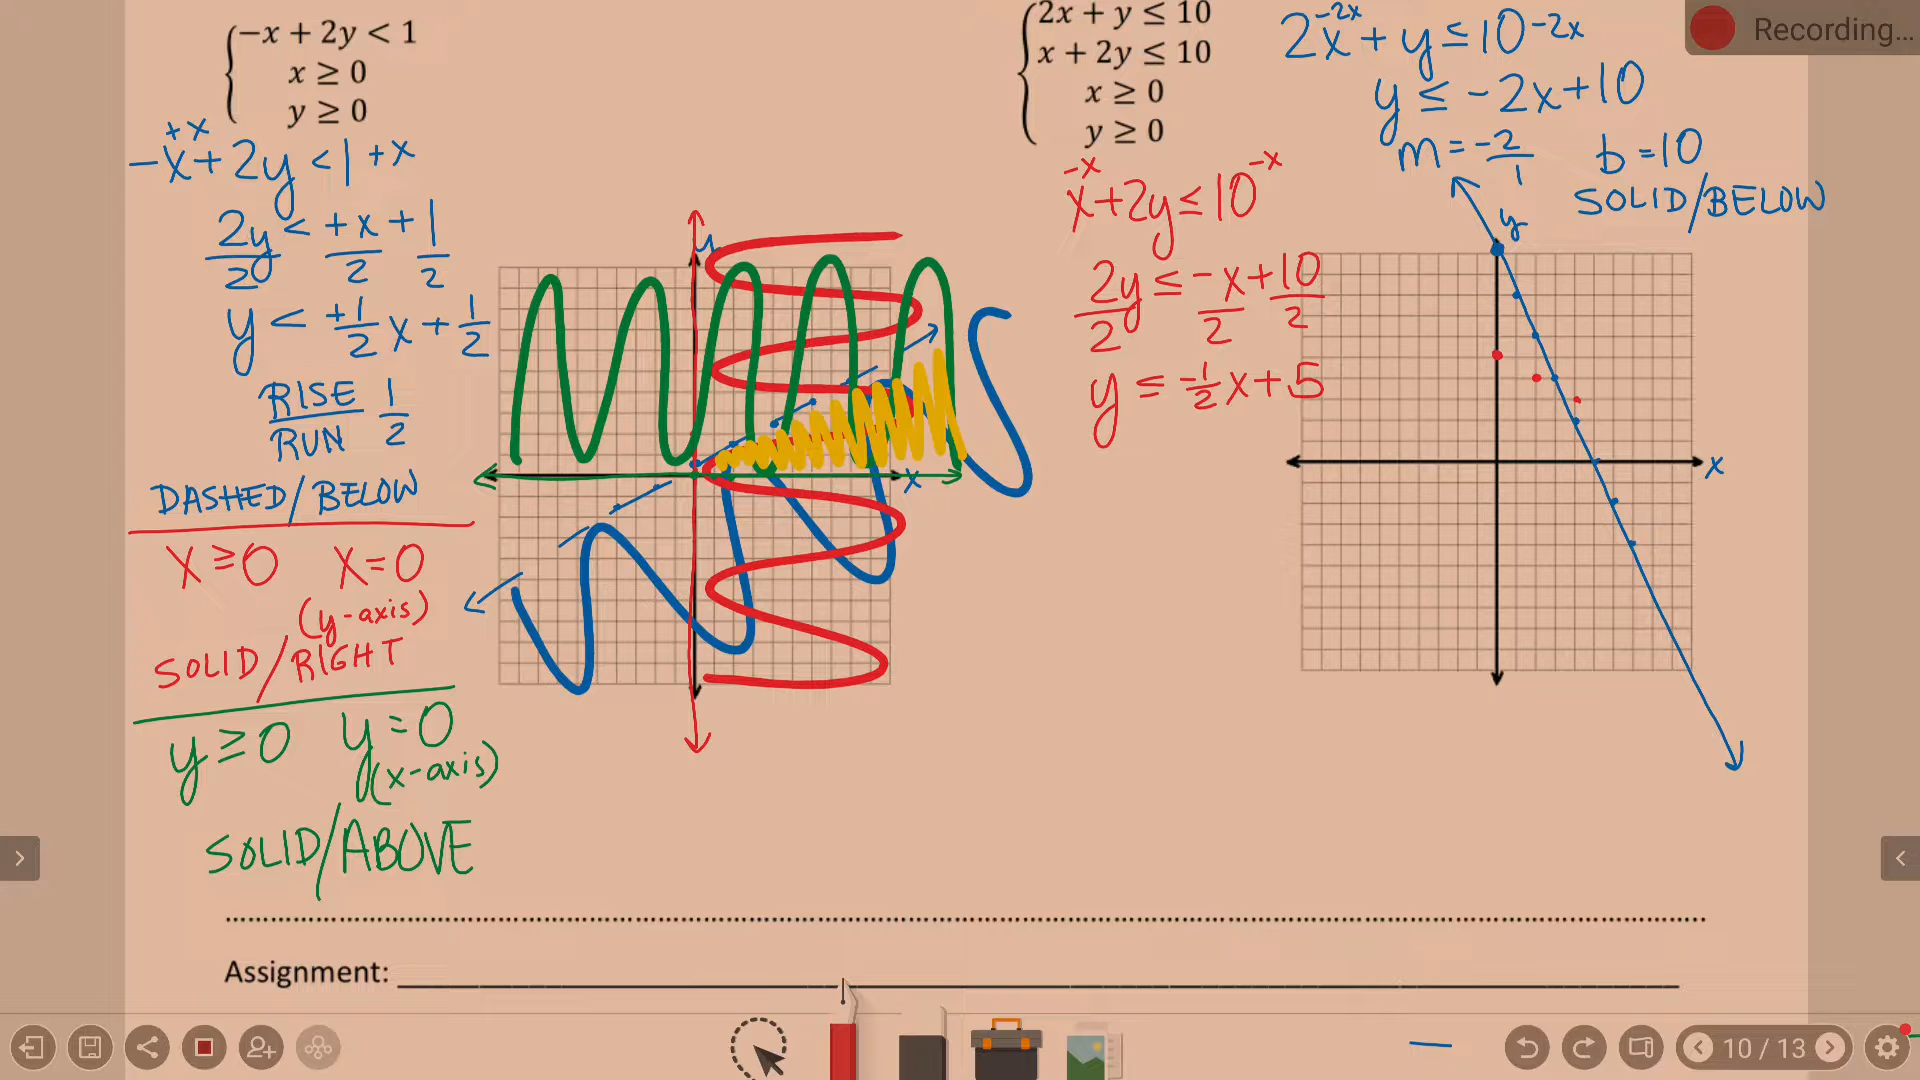 −x + 2y < 1
x ≥ 0
y ≥ 0
+x
-x+2y<1+x
2y/2 < +x/2 + 1/2
y < +1/2 x + 1/2
RISE/RUN 1/2
DASHED/BELOW
x ≥ 0 x = 0
(y-axis)
SOLID/RIGHT
y ≥ 0 y = 0
(x-axis)
SOLID/ABOVE
y
x
2x + y ≤ 10
x + 2y ≤ 10
x ≥ 0
y ≥ 0
-x
x+2y≤10-x
2y/2 ≤ -x/2 + 10/2
y ≤ -1/2 x + 5
-2x
2x + y ≤ 10-2x
y ≤ -2x+10
m = -2/1 b = 10
SOLID/BELOW
y
x
Assignment:
Recording...
10 / 13